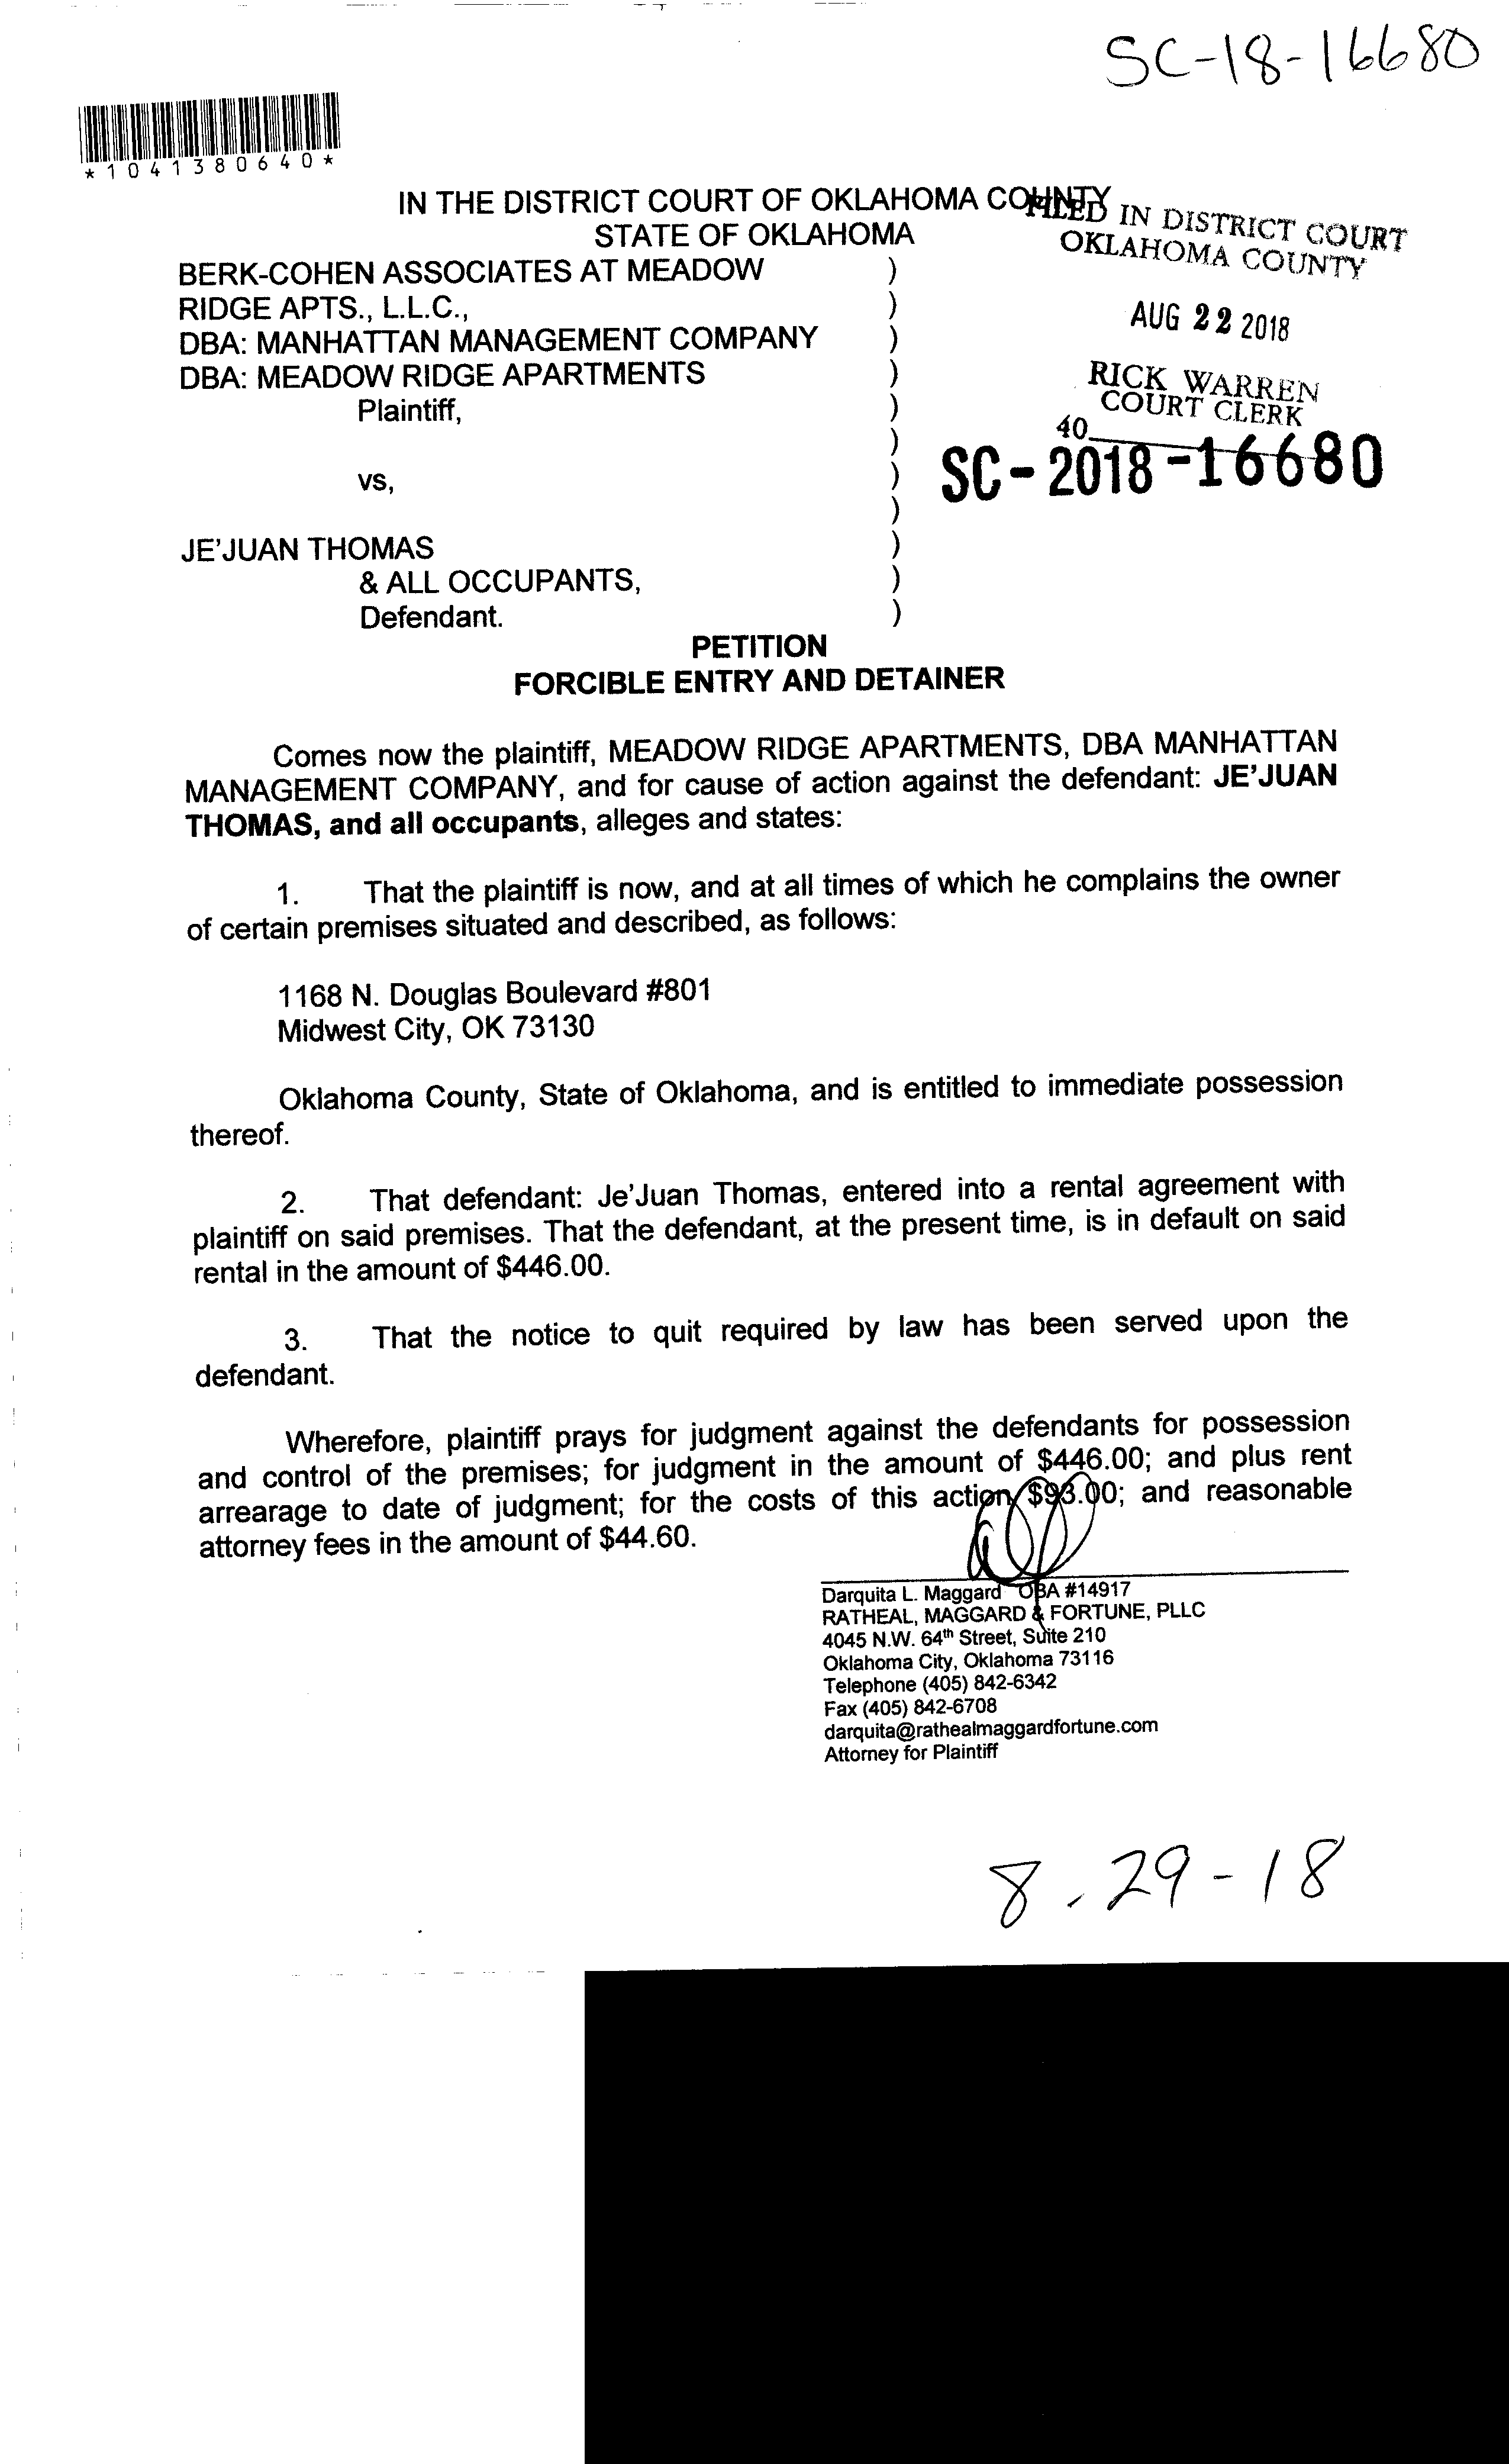 SC-18-16680
*1041380640*
IN THE DISTRICT COURT OF OKLAHOMA COUNTY
STATE OF OKLAHOMA
FILED IN DISTRICT COURT
OKLAHOMA COUNTY
AUG 22 2018
RICK WARREN
COURT CLERK
40
SC-2018-16680
BERK-COHEN ASSOCIATES AT MEADOW )
RIDGE APTS., L.L.C., )
DBA: MANHATTAN MANAGEMENT COMPANY )
DBA: MEADOW RIDGE APARTMENTS )
Plaintiff, )
)
vs, )
)
JE'JUAN THOMAS )
& ALL OCCUPANTS, )
Defendant. )
PETITION
FORCIBLE ENTRY AND DETAINER
Comes now the plaintiff, MEADOW RIDGE APARTMENTS, DBA MANHATTAN
MANAGEMENT COMPANY, and for cause of action against the defendant: JE'JUAN
THOMAS, and all occupants, alleges and states:
1. That the plaintiff is now, and at all times of which he complains the owner
of certain premises situated and described, as follows:
1168 N. Douglas Boulevard #801
Midwest City, OK 73130
Oklahoma County, State of Oklahoma, and is entitled to immediate possession
thereof.
2. That defendant: Je'Juan Thomas, entered into a rental agreement with
plaintiff on said premises. That the defendant, at the present time, is in default on said
rental in the amount of $446.00.
3. That the notice to quit required by law has been served upon the
defendant.
Wherefore, plaintiff prays for judgment against the defendants for possession
and control of the premises; for judgment in the amount of $446.00; and plus rent
arrearage to date of judgment; for the costs of this action $93.00; and reasonable
attorney fees in the amount of $44.60.
Darquita L. Maggard OBA #14917
RATHEAL, MAGGARD & FORTUNE, PLLC
4045 N.W. 64th Street, Suite 210
Oklahoma City, Oklahoma 73116
Telephone (405) 842-6342
Fax (405) 842-6708
darquita@rathealmaggardfortune.com
Attorney for Plaintiff
8.29-18